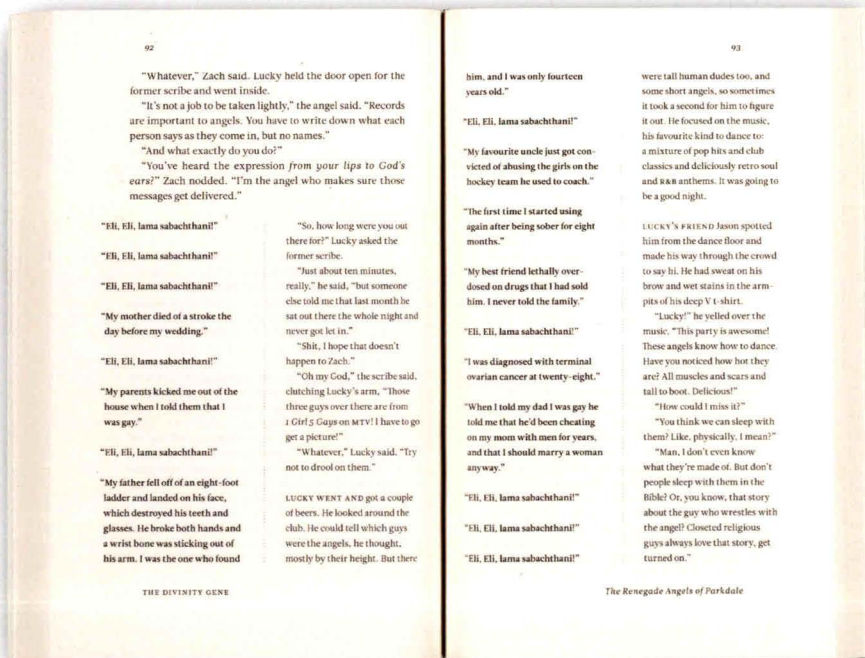 92
"Whatever," Zach said. Lucky held the door open for the
former scribe and went inside.
"It's not a job to be taken lightly," the angel said. "Records
are important to angels. You have to write down what each
person says as they come in, but no names."
"And what exactly do you do?"
"You've heard the expression from your lips to God's
ears?" Zach nodded. "I'm the angel who makes sure those
messages get delivered."
"Eli, Eli, lama sabachthani!"
"Eli, Eli, lama sabachthani!"
"Eli, Eli, lama sabachthani!"
"My mother died of a stroke the
day before my wedding."
"Eli, Eli, lama sabachthani!"
"My parents kicked me out of the
house when I told them that I
was gay."
"Eli, Eli, lama sabachthani!"
"My father fell off of an eight-foot
ladder and landed on his face,
which destroyed his teeth and
glasses. He broke both hands and
a wrist bone was sticking out of
his arm. I was the one who found
"So, how long were you out
there for?" Lucky asked the
former scribe.
"Just about ten minutes,
really," he said, "but someone
else told me that last month he
sat out there the whole night and
never got let in."
"Shit, I hope that doesn't
happen to Zach."
"Oh my God," the scribe said,
clutching Lucky's arm, "Those
three guys over there are from
1 Girl 5 Gays on MTV! I have to go
get a picture!"
"Whatever," Lucky said. "Try
not to drool on them."
LUCKY WENT AND got a couple
of beers. He looked around the
club. He could tell which guys
were the angels, he thought,
mostly by their height. But there
THE DIVINITY GENE
93
him, and I was only fourteen
years old."
"Eli, Eli, lama sabachthani!"
"My favourite uncle just got con-
victed of abusing the girls on the
hockey team he used to coach."
"The first time I started using
again after being sober for eight
months."
"My best friend lethally over-
dosed on drugs that I had sold
him. I never told the family."
"Eli, Eli, lama sabachthani!"
"I was diagnosed with terminal
ovarian cancer at twenty-eight."
"When I told my dad I was gay he
told me that he'd been cheating
on my mom with men for years,
and that I should marry a woman
anyway."
"Eli, Eli, lama sabachthani!"
"Eli, Eli, lama sabachthani!"
"Eli, Eli, lama sabachthani!"
were tall human dudes too, and
some short angels, so sometimes
it took a second for him to figure
it out. He focused on the music,
his favourite kind to dance to:
a mixture of pop hits and club
classics and deliciously retro soul
and R&B anthems. It was going to
be a good night.
LUCKY'S FRIEND Jason spotted
him from the dance floor and
made his way through the crowd
to say hi. He had sweat on his
brow and wet stains in the arm-
pits of his deep V t-shirt.
"Lucky!" he yelled over the
music. "This party is awesome!
These angels know how to dance.
Have you noticed how hot they
are? All muscles and scars and
tall to boot. Delicious!"
"How could I miss it?"
"You think we can sleep with
them? Like, physically, I mean?"
"Man, I don't even know
what they're made of. But don't
people sleep with them in the
Bible? Or, you know, that story
about the guy who wrestles with
the angel? Closeted religious
guys always love that story, get
turned on."
The Renegade Angels of Parkdale